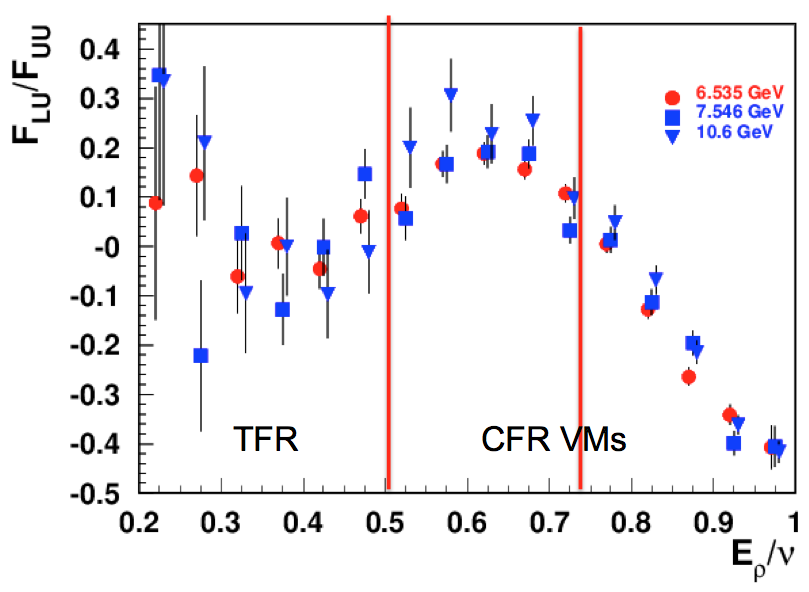 F_LU/F_UU
0.4
0.3
0.2
0.1
-0
-0.1
-0.2
-0.3
-0.4
-0.5
6.535 GeV
7.546 GeV
10.6 GeV
TFR
CFR VMs
0.2 0.3 0.4 0.5 0.6 0.7 0.8 0.9 1
E_ρ/ν